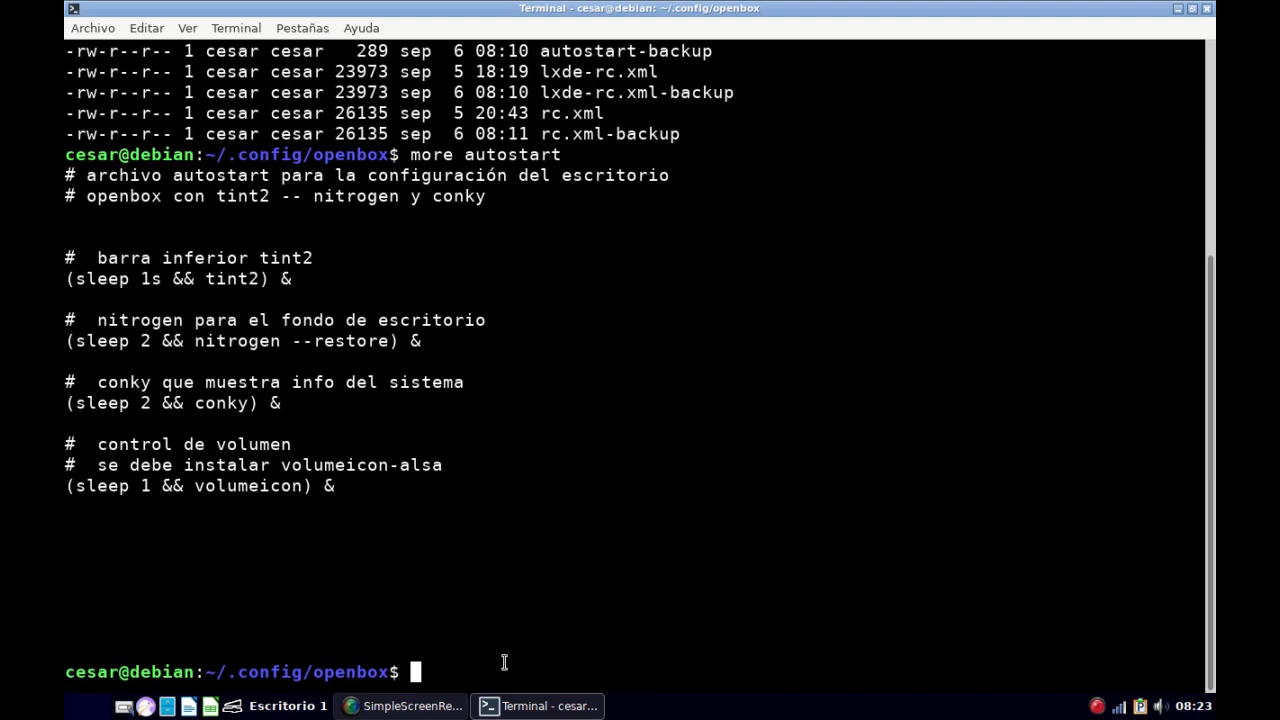 Terminal - cesar@debian: ~/.config/openbox
Archivo Editar Ver Terminal Pestañas Ayuda
-rw-r--r-- 1 cesar cesar   289 sep  6 08:10 autostart-backup
-rw-r--r-- 1 cesar cesar 23973 sep  5 18:19 lxde-rc.xml
-rw-r--r-- 1 cesar cesar 23973 sep  6 08:10 lxde-rc.xml-backup
-rw-r--r-- 1 cesar cesar 26135 sep  5 20:43 rc.xml
-rw-r--r-- 1 cesar cesar 26135 sep  6 08:11 rc.xml-backup
cesar@debian:~/.config/openbox$ more autostart
# archivo autostart para la configuración del escritorio
# openbox con tint2 -- nitrogen y conky
#  barra inferior tint2
(sleep 1s && tint2) &
#  nitrogen para el fondo de escritorio
(sleep 2 && nitrogen --restore) &
#  conky que muestra info del sistema
(sleep 2 && conky) &
#  control de volumen
#  se debe instalar volumeicon-alsa
(sleep 1 && volumeicon) &
cesar@debian:~/.config/openbox$
Escritorio 1 SimpleScreenRe... Terminal - cesar... 08:23